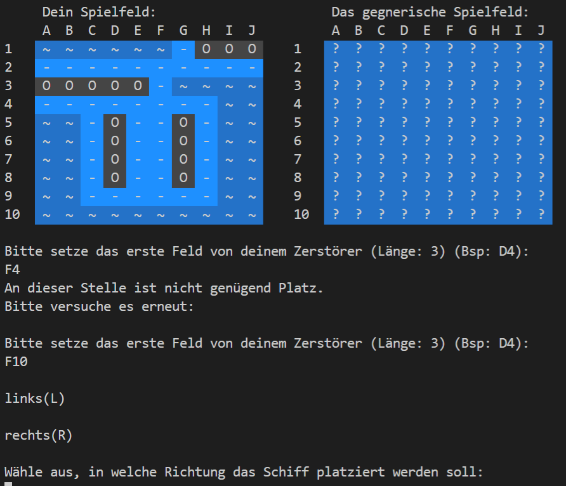 Dein Spielfeld: Das gegnerische Spielfeld:
A B C D E F G H I J A B C D E F G H I J
1 ~ ~ ~ ~ ~ ~ - O O O 1 ? ? ? ? ? ? ? ? ? ?
2 - - - - - - - - - - 2 ? ? ? ? ? ? ? ? ? ?
3 O O O O O - ~ ~ ~ ~ 3 ? ? ? ? ? ? ? ? ? ?
4 - - - - - - - - ~ ~ 4 ? ? ? ? ? ? ? ? ? ?
5 ~ ~ - O - - O - ~ ~ 5 ? ? ? ? ? ? ? ? ? ?
6 ~ ~ - O - - O - ~ ~ 6 ? ? ? ? ? ? ? ? ? ?
7 ~ ~ - O - - O - ~ ~ 7 ? ? ? ? ? ? ? ? ? ?
8 ~ ~ - O - - O - ~ ~ 8 ? ? ? ? ? ? ? ? ? ?
9 ~ ~ - - - - - - ~ ~ 9 ? ? ? ? ? ? ? ? ? ?
10 ~ ~ ~ ~ ~ ~ ~ ~ ~ ~ 10 ? ? ? ? ? ? ? ? ? ?
Bitte setze das erste Feld von deinem Zerstörer (Länge: 3) (Bsp: D4):
F4
An dieser Stelle ist nicht genügend Platz.
Bitte versuche es erneut:
Bitte setze das erste Feld von deinem Zerstörer (Länge: 3) (Bsp: D4):
F10
links(L)
rechts(R)
Wähle aus, in welche Richtung das Schiff platziert werden soll: